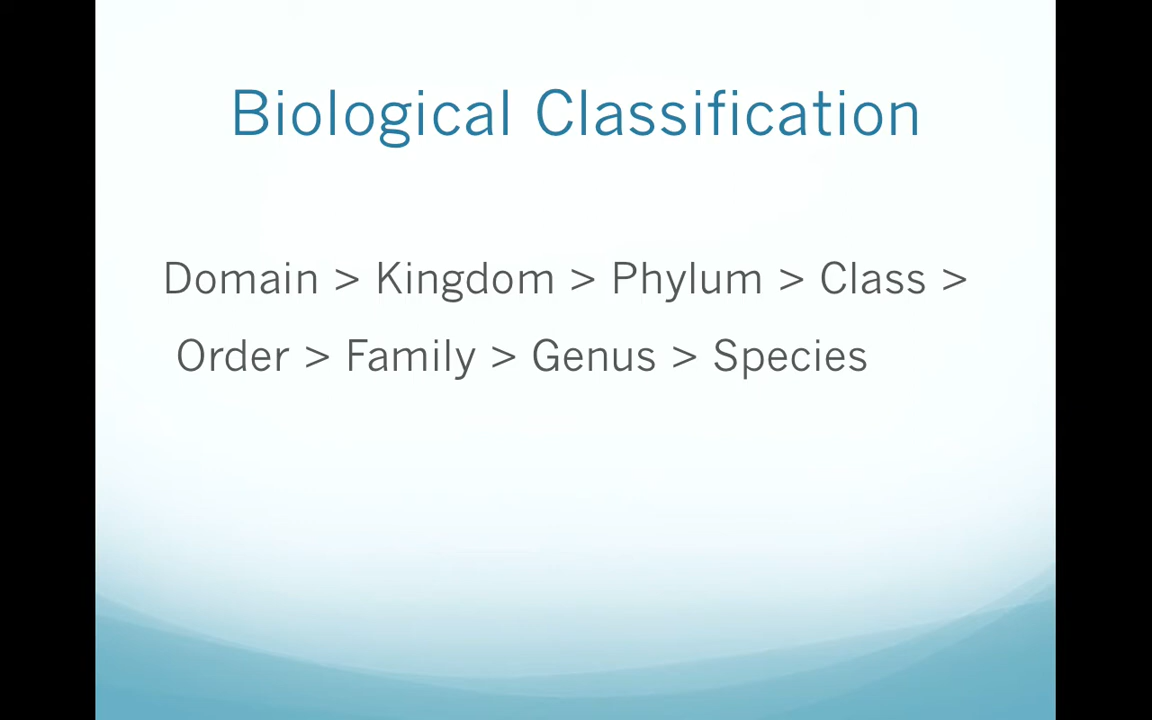 Biological Classification
Domain > Kingdom > Phylum > Class >
Order > Family > Genus > Species